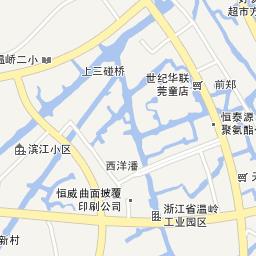 好
超市方
温峤二小
上三碰桥
世纪华联
莞童店
前郑
恒泰源
聚氨酯
滨江小区
西洋潘
恒威曲面披覆
印刷公司
浙江省温岭
工业园区
新村